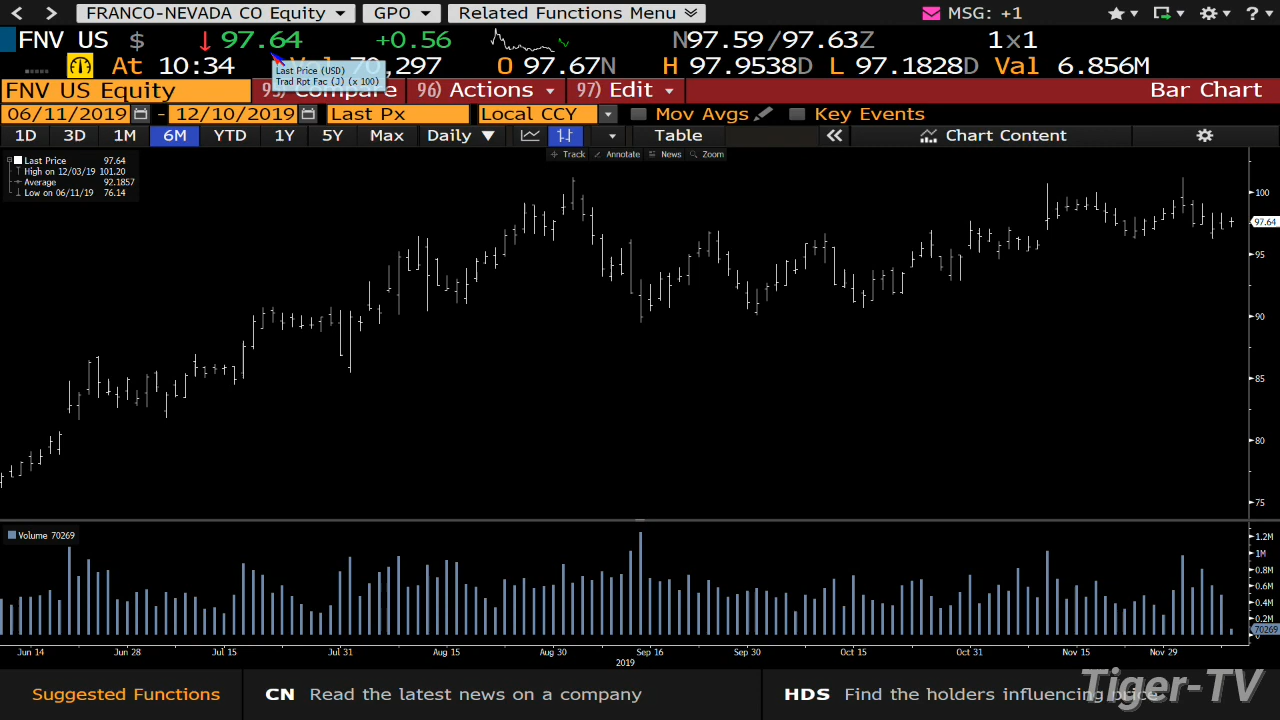 FRANCO-NEVADA CO Equity GPO Related Functions Menu MSG: +1 ?
FNV US $ ↓ 97.64 +0.56 N97.59 /97.63Z 1×1
At 10:34 70,297 O 97.67N H 97.9538D L 97.1828D Val 6.856M
Last Price (USD)
Trad Rot Fac (J) (x 100)
FNV US Equity 96) Actions 97) Edit Bar Chart
06/11/2019 - 12/10/2019 Last Px Local CCY Mov Avgs Key Events
1D 3D 1M 6M YTD 1Y 5Y Max Daily ▼ Table « Chart Content
Track Annotate News Zoom
Last Price 97.64
High on 12/03/19 101.20
Average 92.1857
Low on 06/11/19 76.14
100
97.64
95
90
85
80
75
Volume 70269
1.2M
1M
0.8M
0.6M
0.4M
0.2M
70269
0
Jun 14 Jun 28 Jul 15 Jul 31 Aug 15 Aug 30 Sep 16 Sep 30 Oct 15 Oct 31 Nov 15 Nov 29
2019
Suggested Functions CN Read the latest news on a company HDS Find the holders influencing price
Tiger-TV